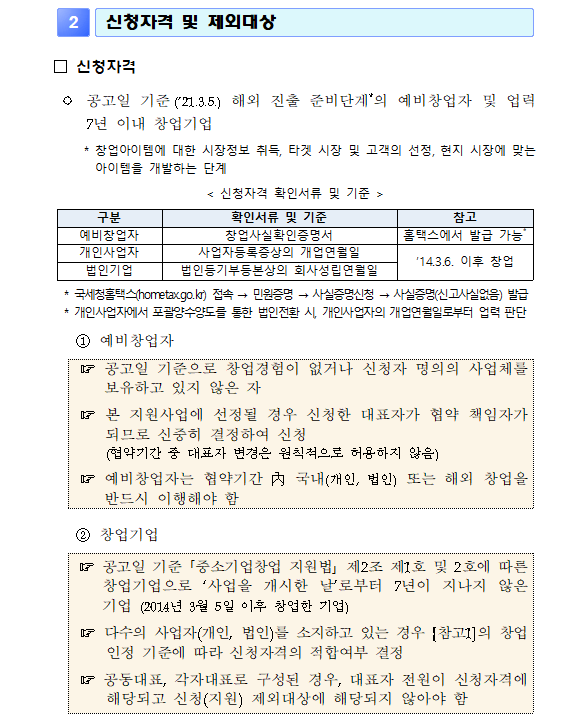 2 신청자격 및 제외대상
□ 신청자격
○ 공고일 기준('21.3.5.) 해외 진출 준비단계*의 예비창업자 및 업력
7년 이내 창업기업
* 창업아이템에 대한 시장정보 취득, 타겟 시장 및 고객의 선정, 현지 시장에 맞는
아이템을 개발하는 단계
< 신청자격 확인서류 및 기준 >
구분 확인서류 및 기준 참고
예비창업자 창업사실확인증명서 홈택스에서 발급 가능*
개인사업자 사업자등록증상의 개업연월일 '14.3.6. 이후 창업
법인기업 법인등기부등본상의 회사성립연월일
* 국세청홈택스(hometax.go.kr) 접속 → 민원증명 → 사실증명신청 → 사실증명(신고사실없음) 발급
* 개인사업자에서 포괄양수양도를 통한 법인전환 시, 개인사업자의 개업연월일로부터 업력 판단
① 예비창업자
☞ 공고일 기준으로 창업경험이 없거나 신청자 명의의 사업체를
보유하고 있지 않은 자
☞ 본 지원사업에 선정될 경우 신청한 대표자가 협약 책임자가
되므로 신중히 결정하여 신청
(협약기간 중 대표자 변경은 원칙적으로 허용하지 않음)
☞ 예비창업자는 협약기간 內 국내(개인, 법인) 또는 해외 창업을
반드시 이행해야 함
② 창업기업
☞ 공고일 기준 「중소기업창업 지원법」 제2조 제1호 및 2호에 따른
창업기업으로 '사업을 개시한 날'로부터 7년이 지나지 않은
기업 (2014년 3월 5일 이후 창업한 기업)
☞ 다수의 사업자(개인, 법인)를 소지하고 있는 경우 [참고1]의 창업
인정 기준에 따라 신청자격의 적합여부 결정
☞ 공동대표, 각자대표로 구성된 경우, 대표자 전원이 신청자격에
해당되고 신청(지원) 제외대상에 해당되지 않아야 함